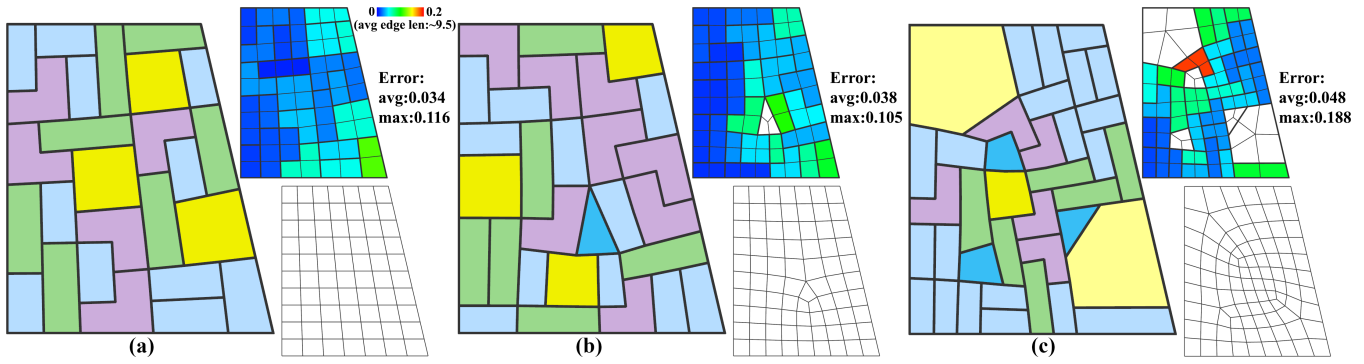 0 0.2
(avg edge len:~9.5)
Error:
avg:0.034
max:0.116
(a)
Error:
avg:0.038
max:0.105
(b)
Error:
avg:0.048
max:0.188
(c)